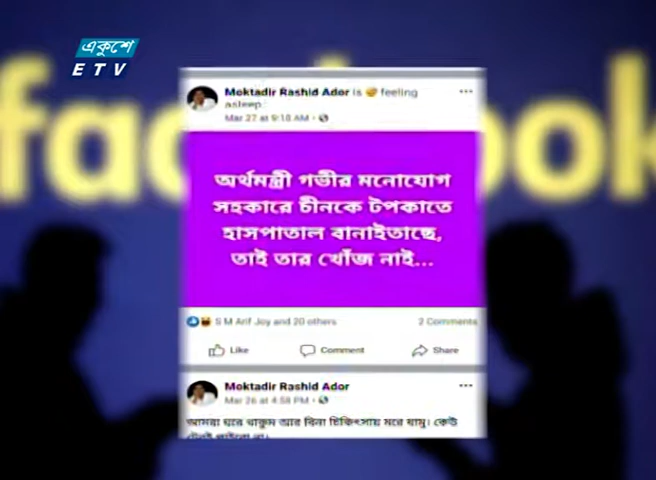 একুশে
ETV
facebook
Moktadir Rashid Ador is feeling
asleep.
Mar 27 at 9:18 AM
অর্থমন্ত্রী গভীর মনোযোগ
সহকারে চীনকে টপকাতে
হাসপাতাল বানাইতাছে,
তাই তার খোঁজ নাই...
S M Arif Joy and 20 others
2 Comments
Like
Comment
Share
Moktadir Rashid Ador
Mar 26 at 4:58 PM
আমরা ঘরে থাকুম আর বিনা চিকিৎসায় মরে যামু। কেউ